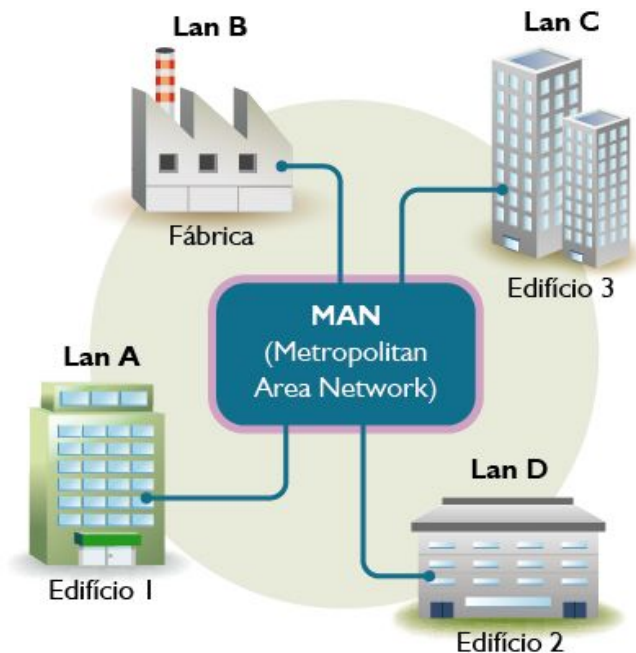 Lan B
Lan C
Fábrica
Edifício 3
MAN
(Metropolitan
Area Network)
Lan A
Lan D
Edifício 1
Edifício 2